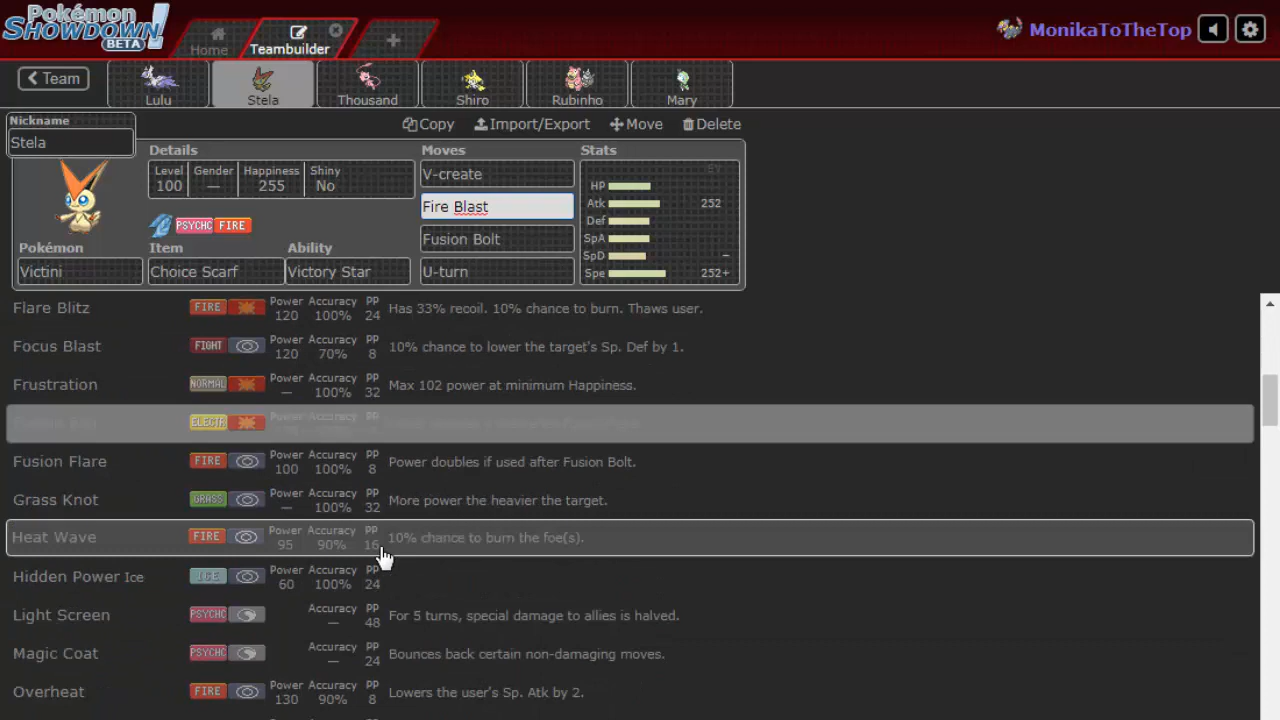 Pokémon
SHOWDOWN!
BETA
Home
Teambuilder
+
MonikaToTheTop
Team
Lulu
Stela
Thousand
Shiro
Rubinho
Mary
Nickname
Stela
Copy
Import/Export
Move
Delete
Details
Level Gender Happiness Shiny
100 — 255 No
PSYCHC FIRE
Pokémon
Victini
Item
Choice Scarf
Ability
Victory Star
Moves
V-create
Fire Blast
Fusion Bolt
U-turn
Stats
EV
HP
Atk 252
Def
SpA
SpD −
Spe 252+
Flare Blitz FIRE Power 120 Accuracy 100% PP 24 Has 33% recoil. 10% chance to burn. Thaws user.
Focus Blast FIGHT Power 120 Accuracy 70% PP 8 10% chance to lower the target's Sp. Def by 1.
Frustration NORMAL Power — Accuracy 100% PP 32 Max 102 power at minimum Happiness.
ELECTR Power Accuracy PP
Fusion Flare FIRE Power 100 Accuracy 100% PP 8 Power doubles if used after Fusion Bolt.
Grass Knot GRASS Power — Accuracy 100% PP 32 More power the heavier the target.
Heat Wave FIRE Power 95 Accuracy 90% PP 16 10% chance to burn the foe(s).
Hidden Power Ice ICE Power 60 Accuracy 100% PP 24
Light Screen PSYCHC Accuracy — PP 48 For 5 turns, special damage to allies is halved.
Magic Coat PSYCHC Accuracy — PP 24 Bounces back certain non-damaging moves.
Overheat FIRE Power 130 Accuracy 90% PP 8 Lowers the user's Sp. Atk by 2.